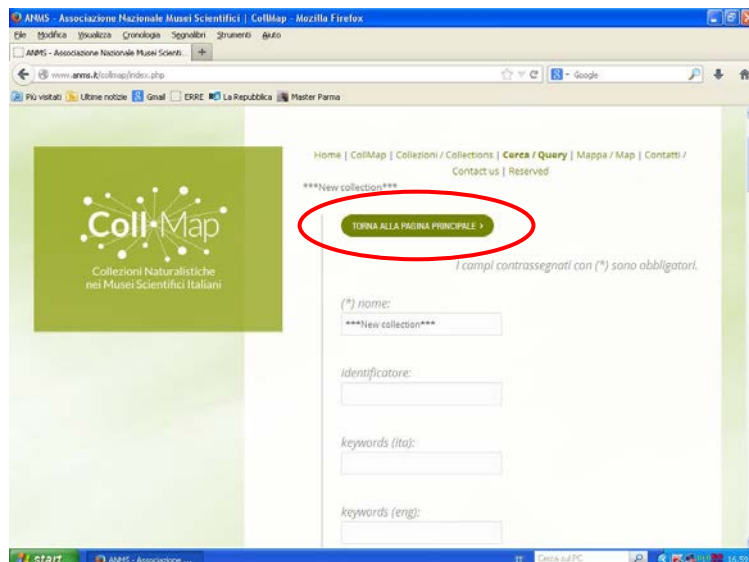 ANMS - Associazione Nazionale Musei Scientifici | CollMap - Mozilla Firefox
File Modifica Visualizza Cronologia Segnalibri Strumenti Aiuto
ANMS - Associazione Nazionale Musei Scienti... +
www.anms.it/collmap/index.php
Google
Più visitati Ultime notizie Gmail ERRE La Repubblica Master Parma
Home | CollMap | Collezioni / Collections | Cerca / Query | Mappa / Map | Contatti /
Contact us | Reserved
***New collection***
TORNA ALLA PAGINA PRINCIPALE >
Coll Map
Collezioni Naturalistiche
nei Musei Scientifici Italiani
I campi contrassegnati con (*) sono obbligatori.
(*) nome:
***New collection***
identificatore:
keywords (ita):
keywords (eng):
start
ANMS - Associazione ...
IT
Cerca sul PC
16.59